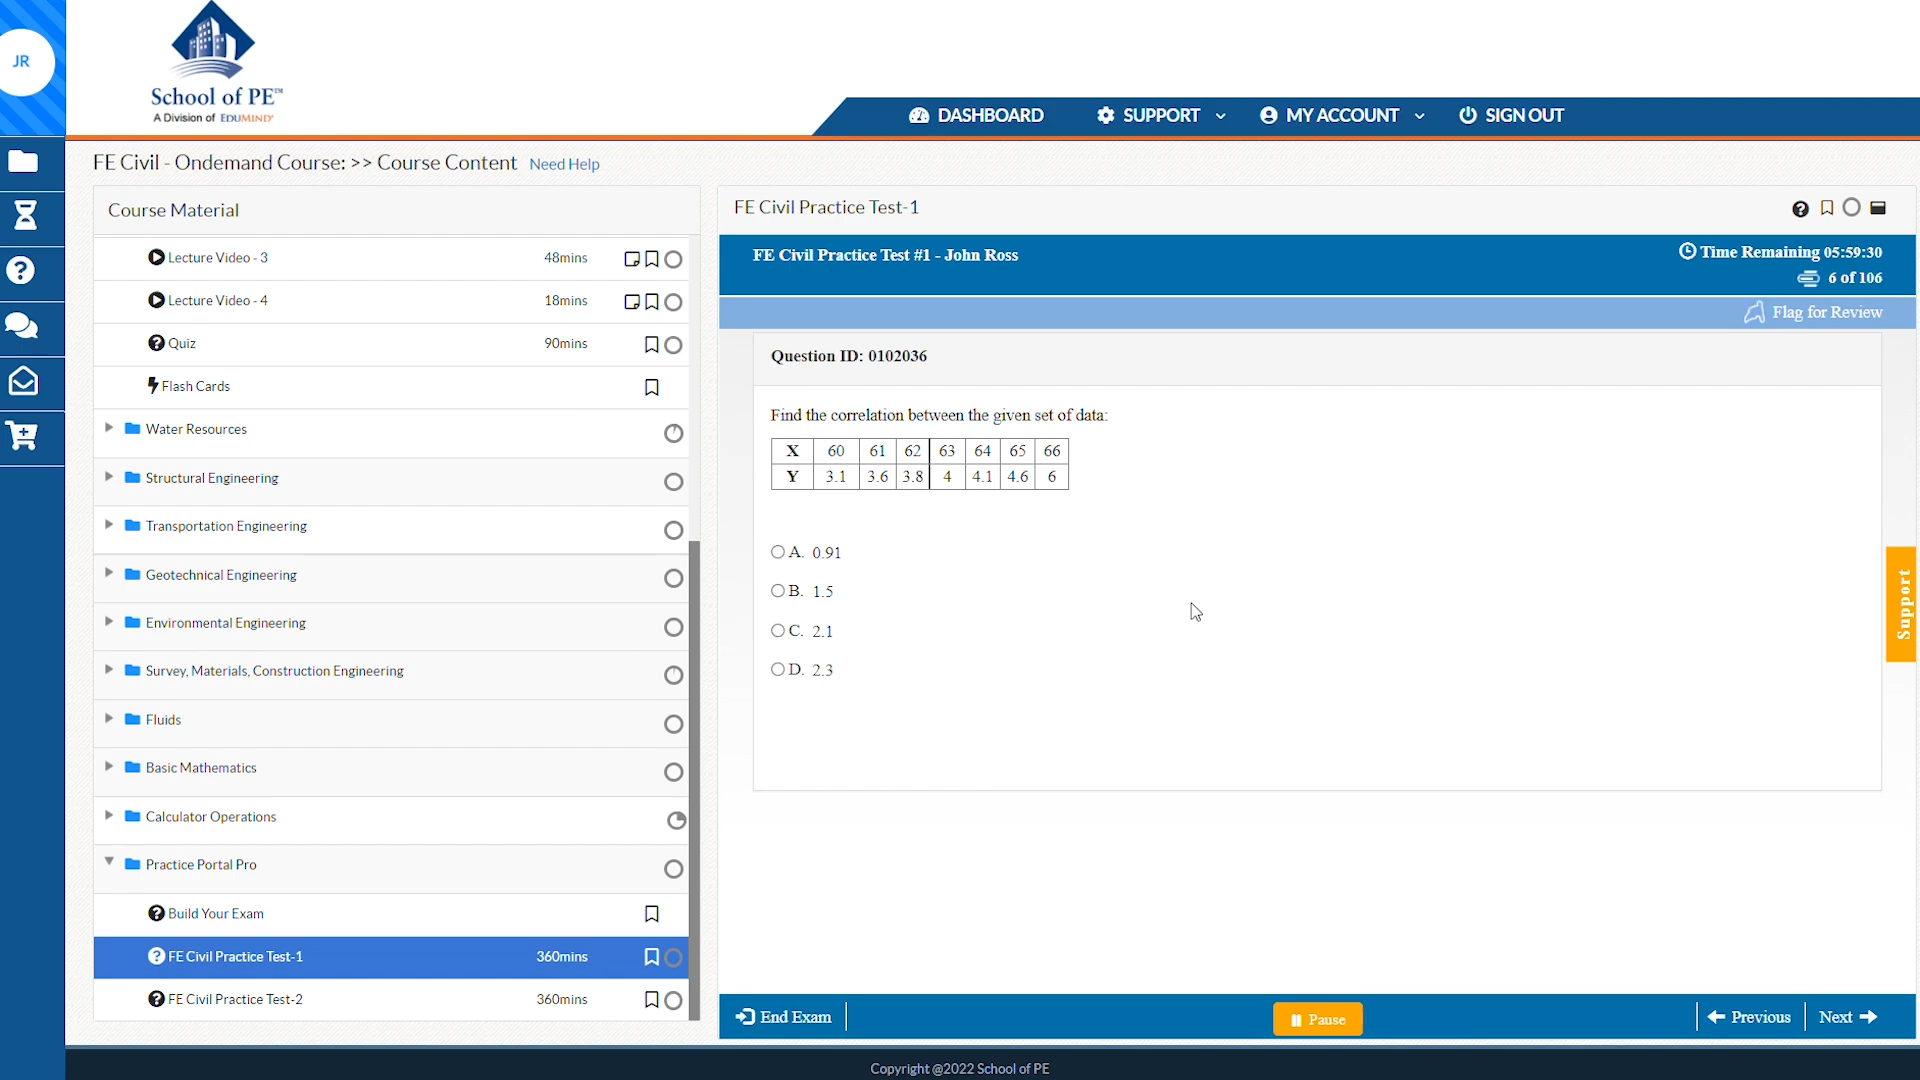 JR
School of PE™
A Division of EDUMIND®
DASHBOARD SUPPORT MY ACCOUNT SIGN OUT
FE Civil - Ondemand Course: >> Course Content Need Help
Course Material
Lecture Video - 3 48mins
Lecture Video - 4 18mins
Quiz 90mins
Flash Cards
Water Resources
Structural Engineering
Transportation Engineering
Geotechnical Engineering
Environmental Engineering
Survey, Materials, Construction Engineering
Fluids
Basic Mathematics
Calculator Operations
Practice Portal Pro
Build Your Exam
FE Civil Practice Test-1 360mins
FE Civil Practice Test-2 360mins
FE Civil Practice Test-1
FE Civil Practice Test #1 - John Ross
Time Remaining 05:59:30
6 of 106
Flag for Review
Question ID: 0102036
Find the correlation between the given set of data:
X 60 61 62 63 64 65 66
Y 3.1 3.6 3.8 4 4.1 4.6 6
A. 0.91
B. 1.5
C. 2.1
D. 2.3
Support
End Exam Pause Previous Next
Copyright @2022 School of PE